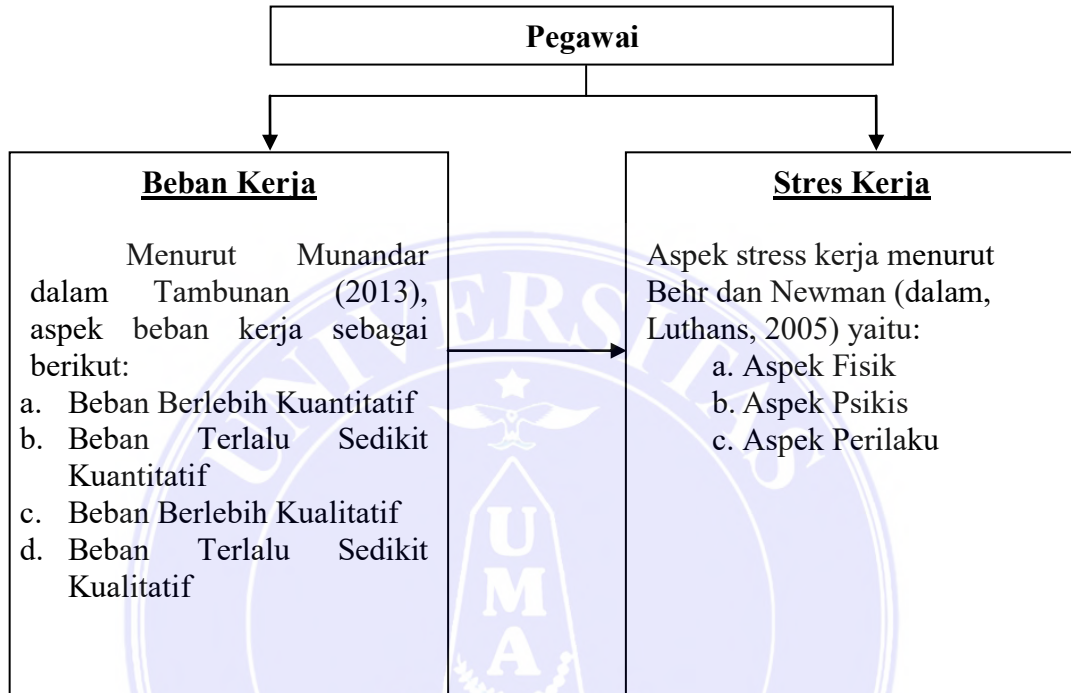 Pegawai
Beban Kerja
Menurut Munandar
dalam Tambunan (2013),
aspek beban kerja sebagai
berikut:
a. Beban Berlebih Kuantitatif
b. Beban Terlalu Sedikit
Kuantitatif
c. Beban Berlebih Kualitatif
d. Beban Terlalu Sedikit
Kualitatif
Stres Kerja
Aspek stress kerja menurut
Behr dan Newman (dalam,
Luthans, 2005) yaitu:
a. Aspek Fisik
b. Aspek Psikis
c. Aspek Perilaku
UNIVERSITAS
UMA